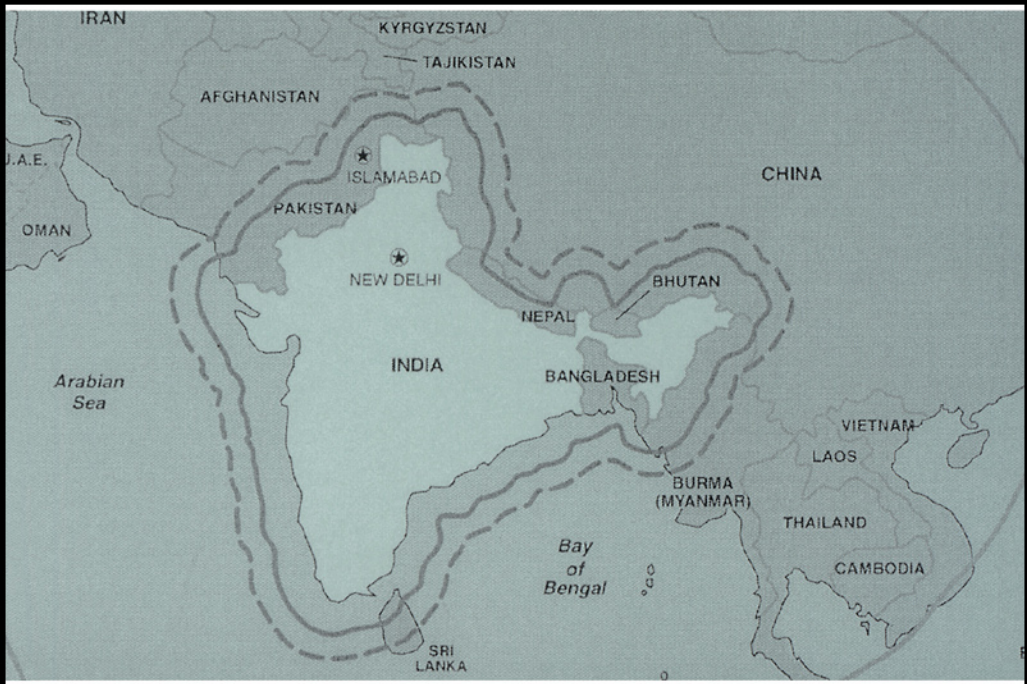 IRAN
KYRGYZSTAN
TAJIKISTAN
AFGHANISTAN
U.A.E.
ISLAMABAD
CHINA
PAKISTAN
OMAN
NEW DELHI
BHUTAN
NEPAL
INDIA
BANGLADESH
Arabian
Sea
VIETNAM
LAOS
BURMA
(MYANMAR)
THAILAND
Bay
of
Bengal
CAMBODIA
SRI
LANKA